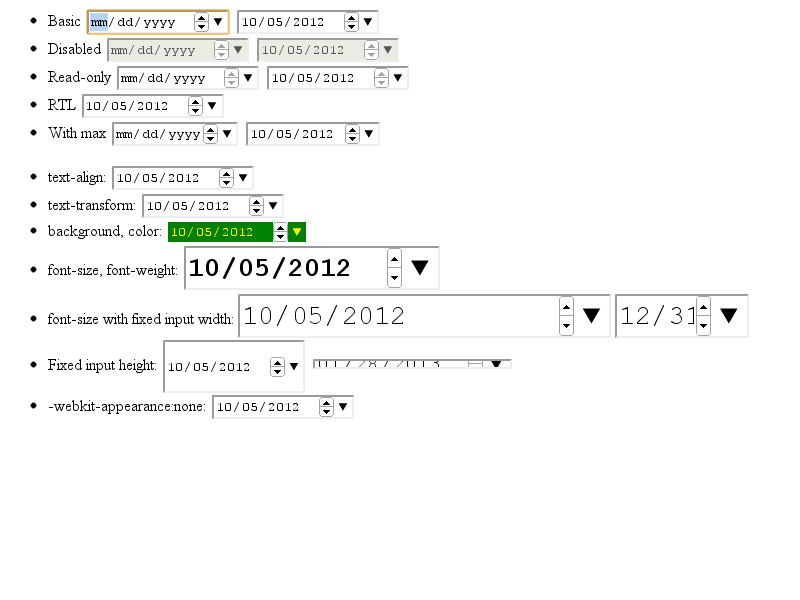 Basic mm/dd/yyyy 10/05/2012
Disabled mm/dd/yyyy 10/05/2012
Read-only mm/dd/yyyy 10/05/2012
RTL 10/05/2012
With max mm/dd/yyyy 10/05/2012
text-align: 10/05/2012
text-transform: 10/05/2012
background, color: 10/05/2012
font-size, font-weight: 10/05/2012
font-size with fixed input width: 10/05/2012 12/31
Fixed input height: 10/05/2012
-webkit-appearance:none: 10/05/2012